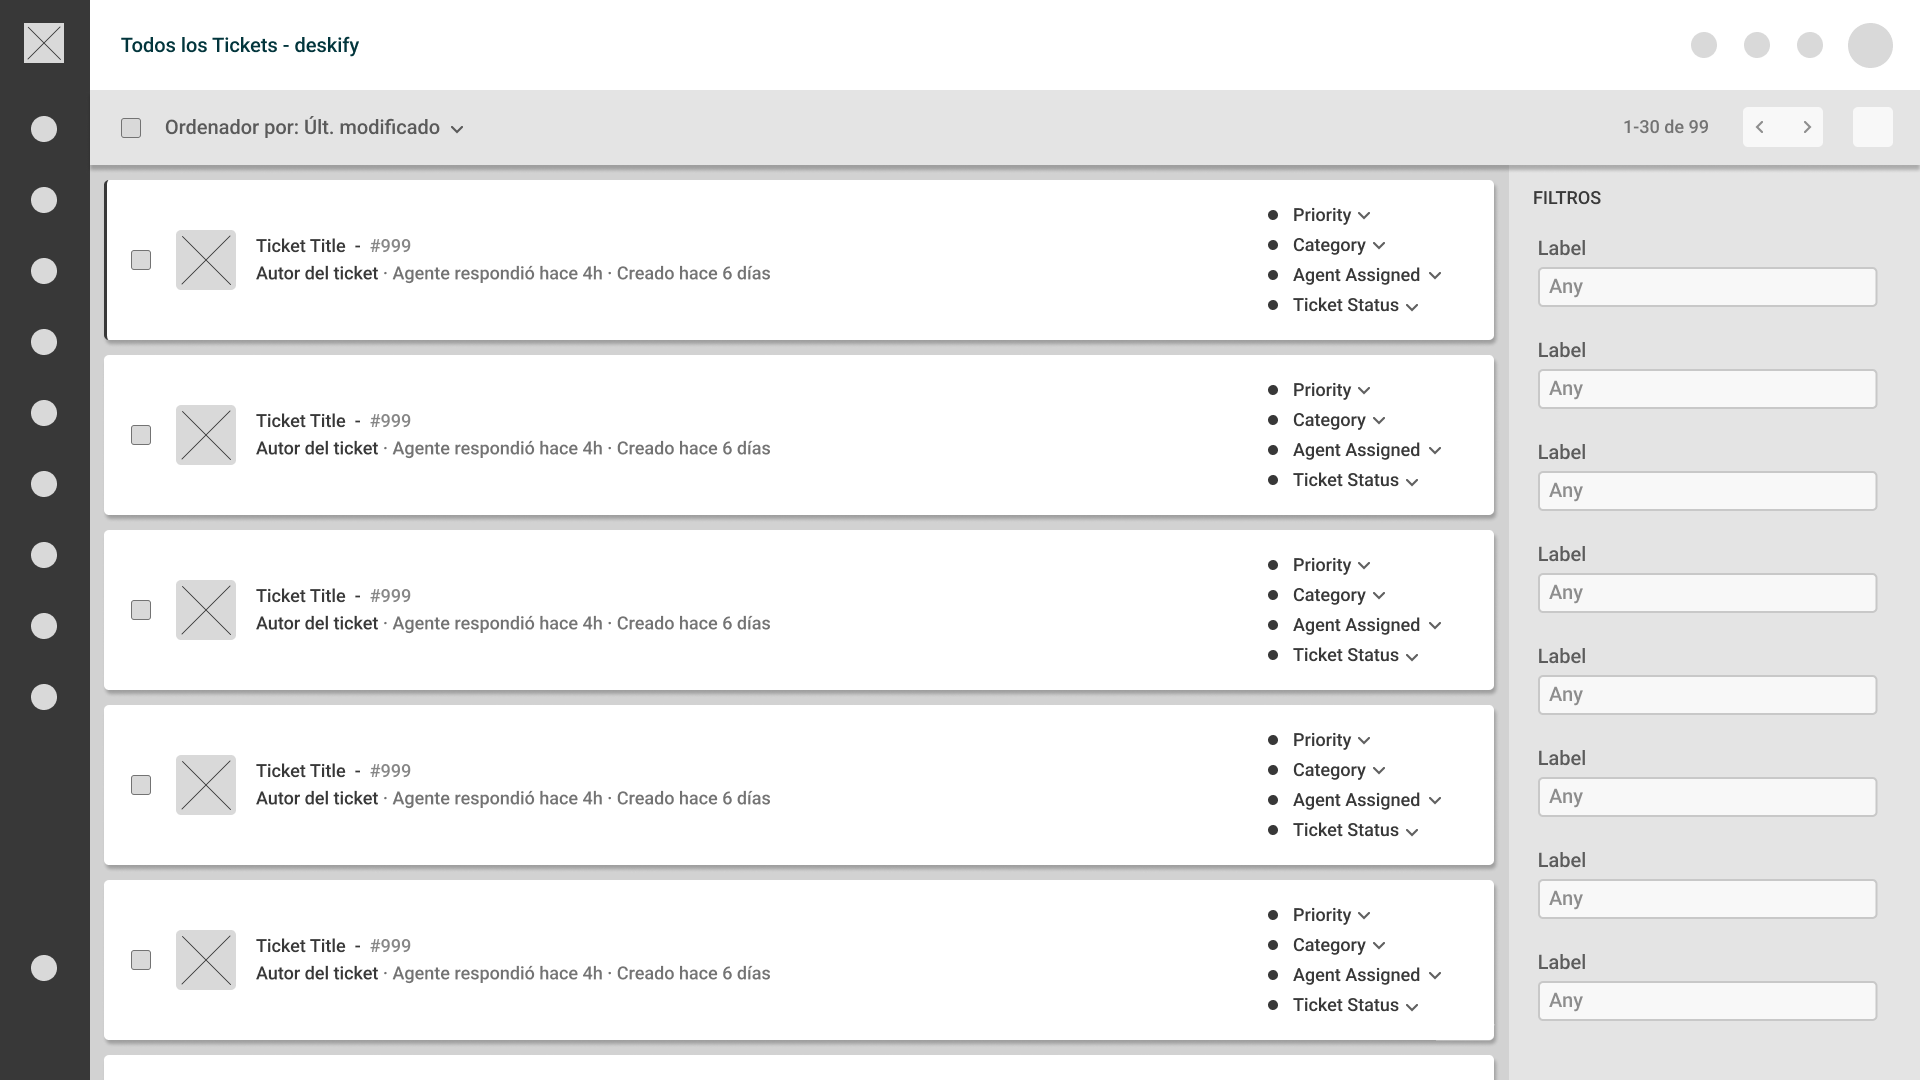 Todos los Tickets - deskify
Ordenador por: Últ. modificado
1-30 de 99
Ticket Title - #999
Autor del ticket · Agente respondió hace 4h · Creado hace 6 días
Priority
Category
Agent Assigned
Ticket Status
Ticket Title - #999
Autor del ticket · Agente respondió hace 4h · Creado hace 6 días
Priority
Category
Agent Assigned
Ticket Status
Ticket Title - #999
Autor del ticket · Agente respondió hace 4h · Creado hace 6 días
Priority
Category
Agent Assigned
Ticket Status
Ticket Title - #999
Autor del ticket · Agente respondió hace 4h · Creado hace 6 días
Priority
Category
Agent Assigned
Ticket Status
Ticket Title - #999
Autor del ticket · Agente respondió hace 4h · Creado hace 6 días
Priority
Category
Agent Assigned
Ticket Status
FILTROS
Label
Any
Label
Any
Label
Any
Label
Any
Label
Any
Label
Any
Label
Any
Label
Any